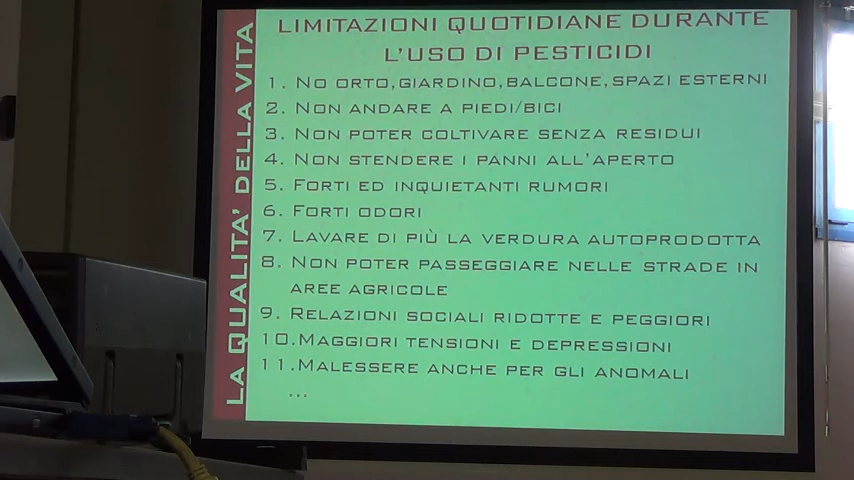 LA QUALITA' DELLA VITA
LIMITAZIONI QUOTIDIANE DURANTE
L'USO DI PESTICIDI
1. NO ORTO,GIARDINO,BALCONE,SPAZI ESTERNI
2. NON ANDARE A PIEDI/BICI
3. NON POTER COLTIVARE SENZA RESIDUI
4. NON STENDERE I PANNI ALL'APERTO
5. FORTI ED INQUIETANTI RUMORI
6. FORTI ODORI
7. LAVARE DI PIÙ LA VERDURA AUTOPRODOTTA
8. NON POTER PASSEGGIARE NELLE STRADE IN
AREE AGRICOLE
9. RELAZIONI SOCIALI RIDOTTE E PEGGIORI
10.MAGGIORI TENSIONI E DEPRESSIONI
11.MALESSERE ANCHE PER GLI ANOMALI
...